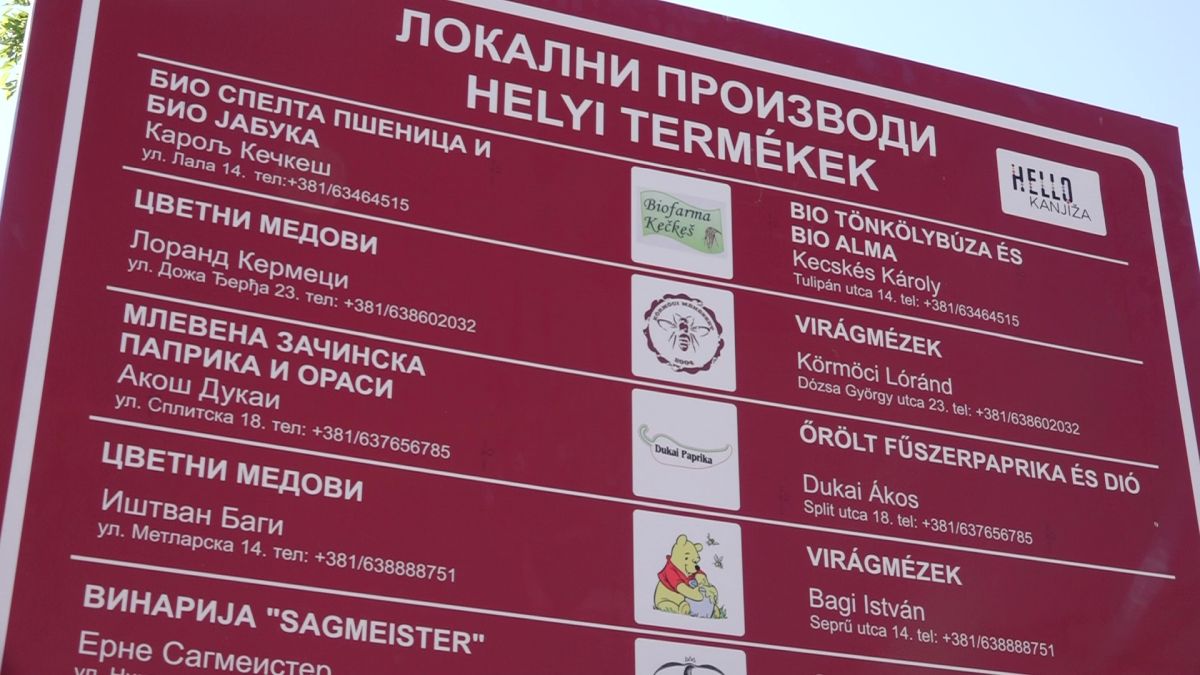 ЛОКАЛНИ ПРОИЗВОДИ
HELYI TERMÉKEK
HELLO
KANJIŽA
БИО СПЕЛТА ПШЕНИЦА И
БИО ЈАБУКА
Карољ Кечкеш
ул. Лала 14. тел:+381/63464515
Biofarma
Kečkeš
BIO TÖNKÖLYBÚZA ÉS
BIO ALMA
Kecskés Károly
Tulipán utca 14. tel: +381/63464515
ЦВЕТНИ МЕДОВИ
Лоранд Кермеци
ул. Дожа Ђерђа 23. тел: +381/638602032
2004
VIRÁGMÉZEK
Körmöci Lóránd
Dózsa György utca 23. tel: +381/638602032
МЛЕВЕНА ЗАЧИНСКА
ПАПРИКА И ОРАСИ
Акош Дукаи
ул. Сплитска 18. тел: +381/637656785
Dukai Paprika
ŐRÖLT FŰSZERPAPRIKA ÉS DIÓ
Dukai Ákos
Split utca 18. tel: +381/637656785
ЦВЕТНИ МЕДОВИ
Иштван Баги
ул. Метларска 14. тел: +381/638888751
VIRÁGMÉZEK
Bagi István
Seprű utca 14. tel: +381/638888751
ВИНАРИЈА "SAGMEISTER"
Ерне Сагмеистер
ул.